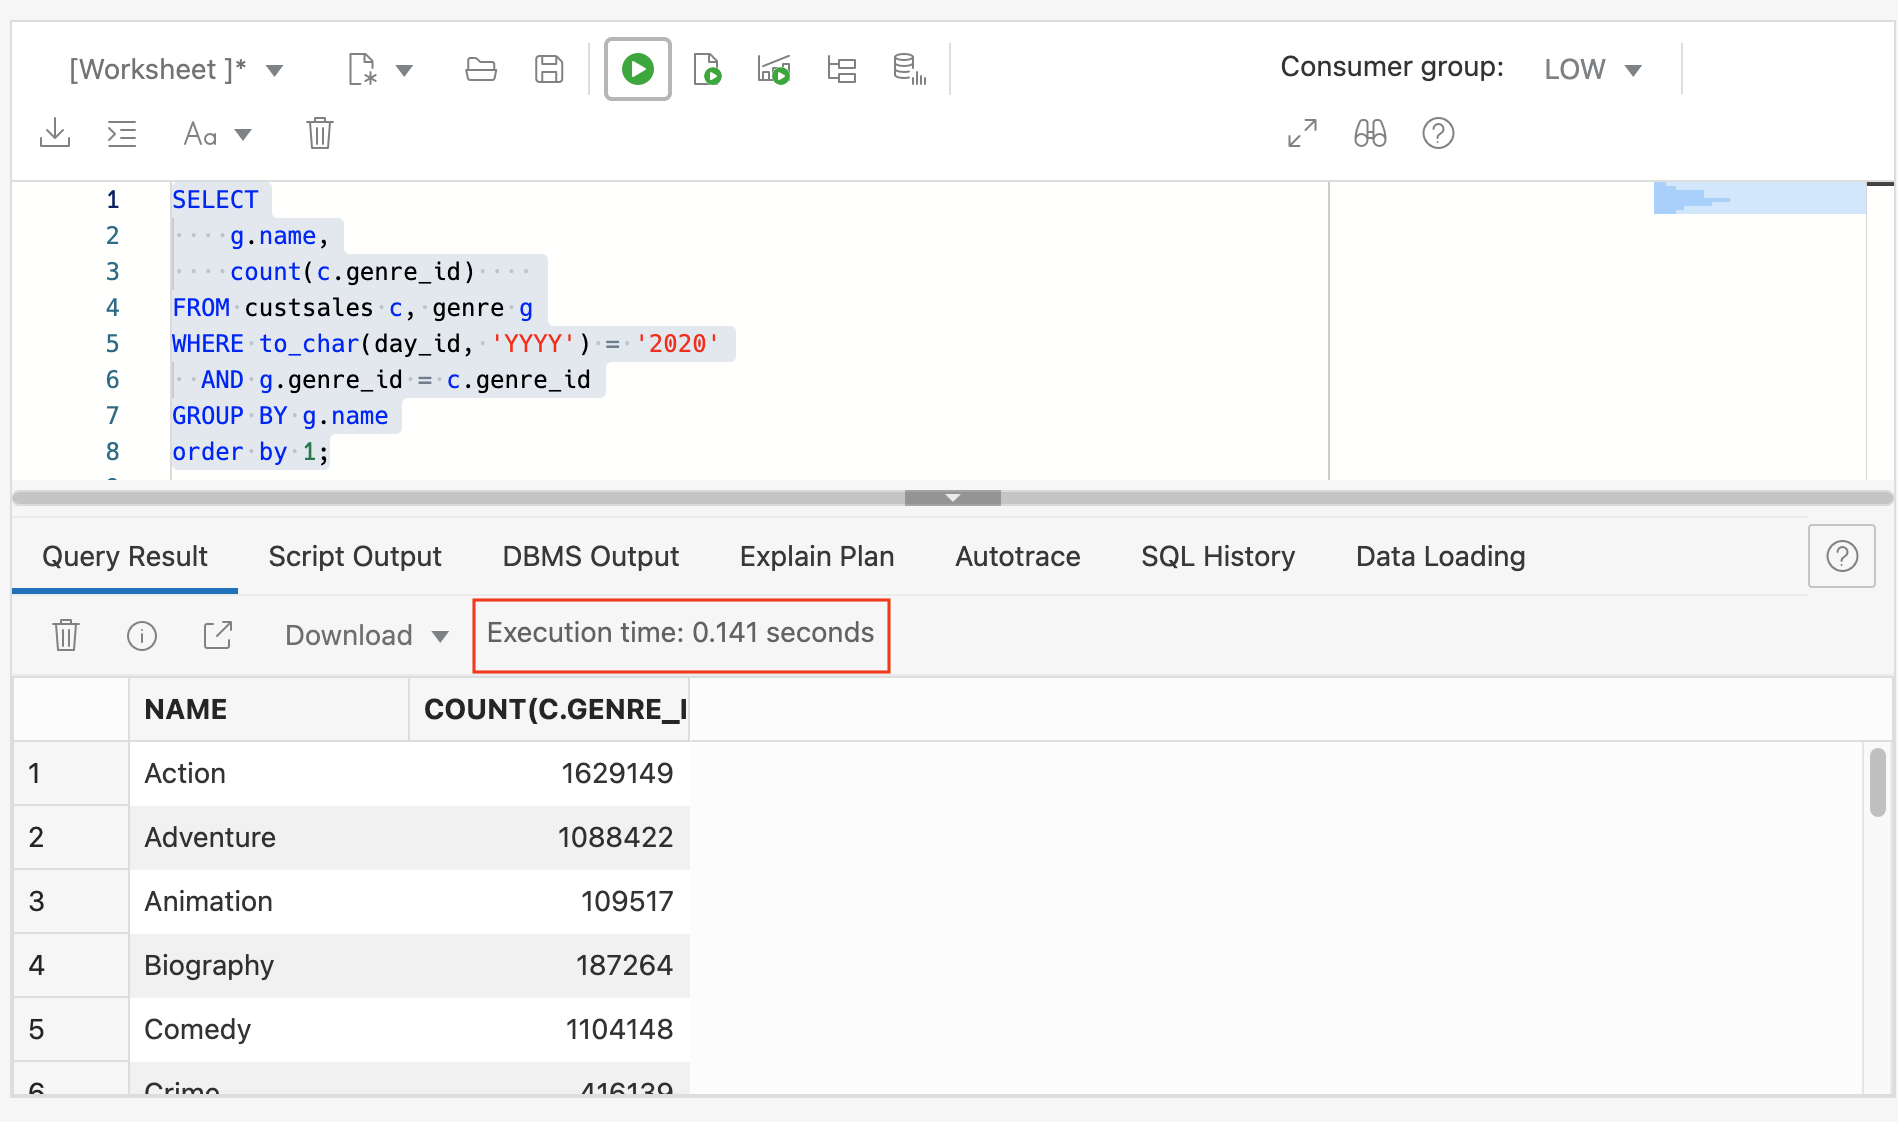 [Worksheet ]*
Consumer group: LOW
Aa
1 SELECT
2 g.name,
3 count(c.genre_id)
4 FROM custsales c, genre g
5 WHERE to_char(day_id, 'YYYY') = '2020'
6 AND g.genre_id = c.genre_id
7 GROUP BY g.name
8 order by 1;
Query Result Script Output DBMS Output Explain Plan Autotrace SQL History Data Loading
Download Execution time: 0.141 seconds
NAME COUNT(C.GENRE_I
1 Action 1629149
2 Adventure 1088422
3 Animation 109517
4 Biography 187264
5 Comedy 1104148
6 Crime 416139